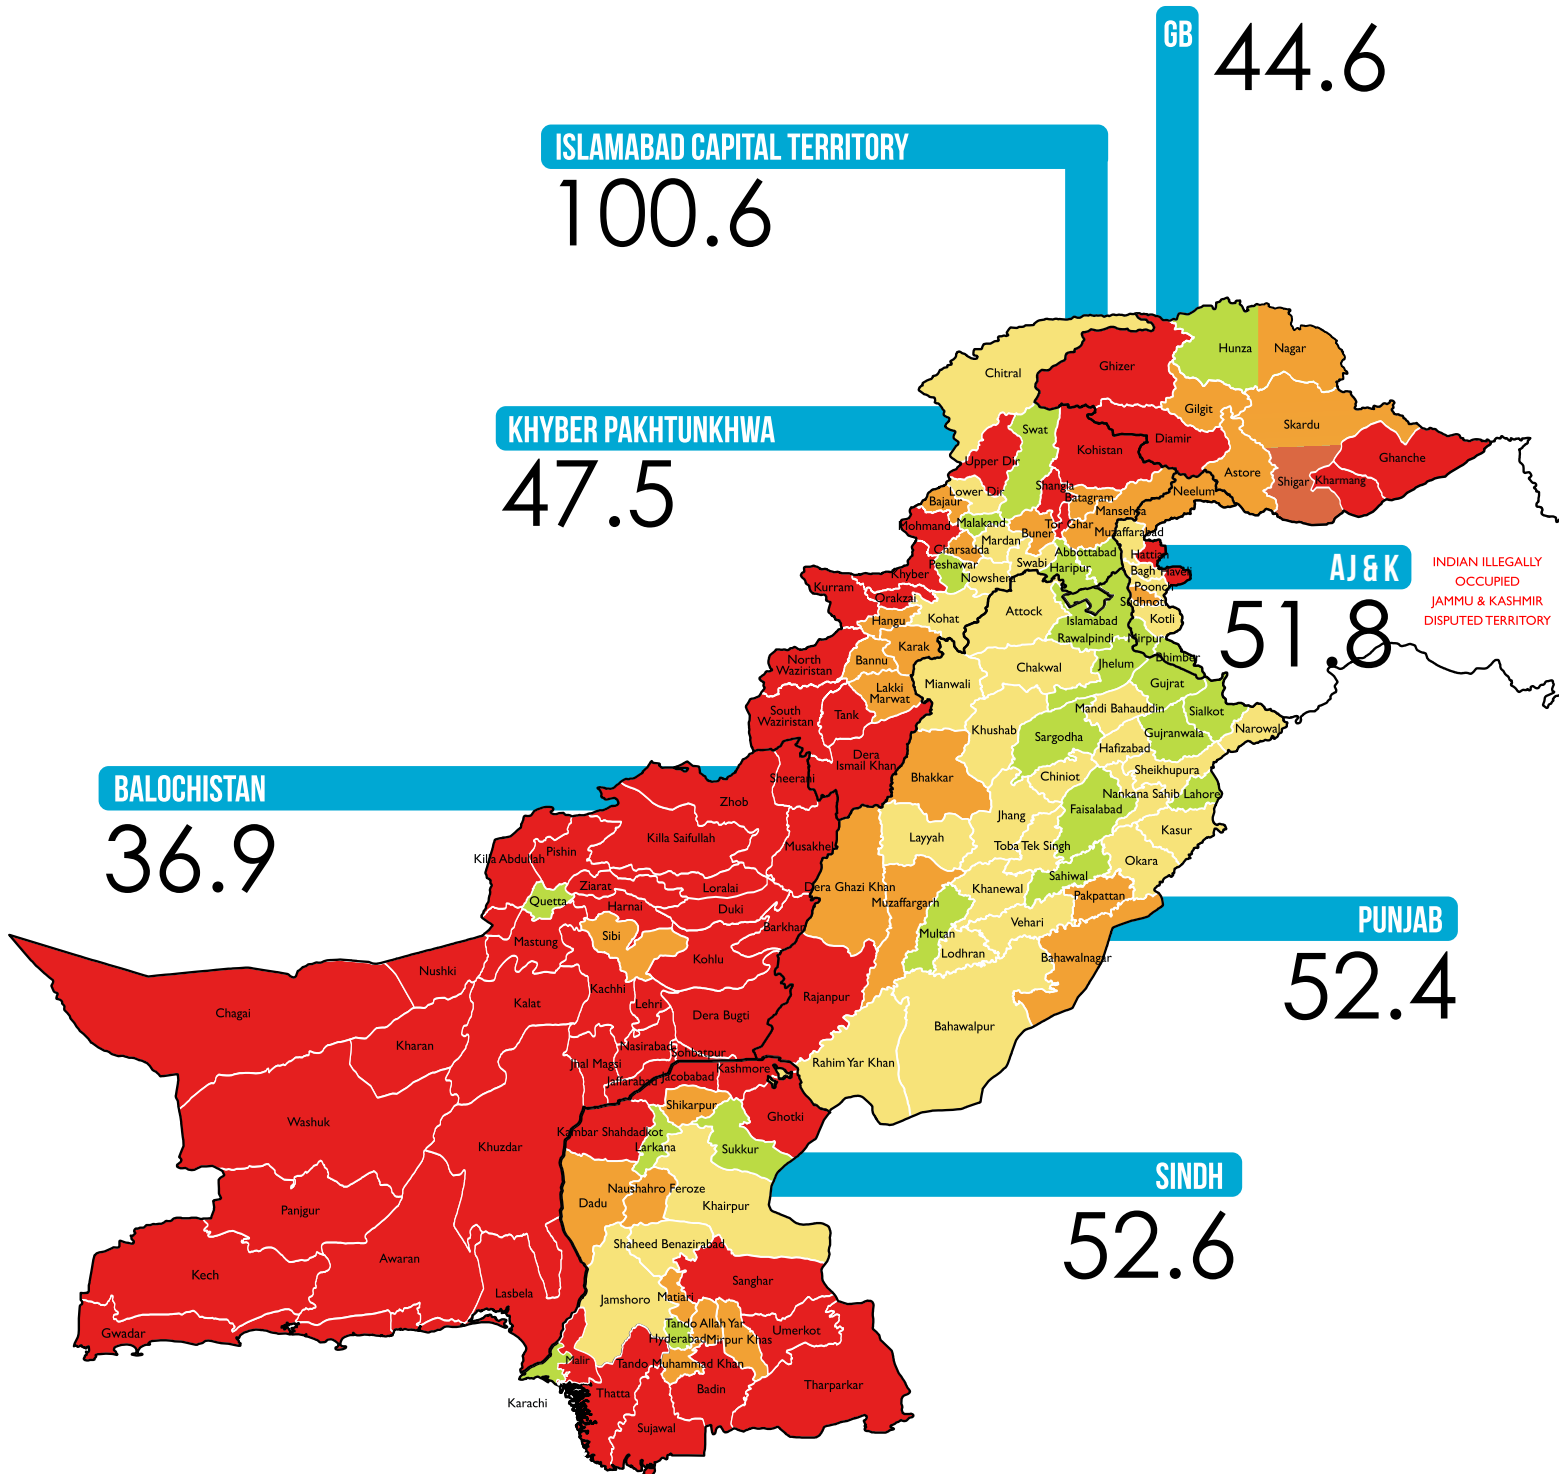 GB
44.6
ISLAMABAD CAPITAL TERRITORY
100.6
Hunza
Nagar
Chitral
Ghizer
Gilgit
KHYBER PAKHTUNKHWA
47.5
Swat
Skardu
Diamir
Kohistan
Upper Dir
Ghanche
Astore
Shigar
Kharmang
Shangla
Lower Dir
Neelum
Batagram
Bajaur
Mansehra
Mohmand
Malakand
Tor Ghar
Buner
Muzaffarabad
Mardan
Charsadda
Abbottabad
Hattian
Peshawar
Swabi
Haripur
Bagh
Haveli
Khyber
Nowshera
Kurram
Poonch
Orakzai
Sudhnoti
AJ & K
51.8
INDIAN ILLEGALLY
OCCUPIED
JAMMU & KASHMIR
DISPUTED TERRITORY
Attock
Hangu
Kohat
Islamabad
Kotli
Rawalpindi
Mirpur
Karak
North
Waziristan
Bannu
Chakwal
Jhelum
Bhimber
Mianwali
Gujrat
Lakki
Marwat
South
Waziristan
Tank
Mandi Bahauddin
Sialkot
Khushab
Sargodha
Gujranwala
Narowal
Hafizabad
Dera
Ismail Khan
Sheikhupura
Bhakkar
Chiniot
Sheerani
Nankana Sahib
Lahore
BALOCHISTAN
36.9
Zhob
Faisalabad
Jhang
Killa Saifullah
Layyah
Kasur
Musakhel
Toba Tek Singh
Pishin
Killa Abdullah
Okara
Sahiwal
Ziarat
Loralai
Dera Ghazi Khan
Khanewal
Pakpattan
Quetta
Harnai
Duki
Muzaffargarh
PUNJAB
52.4
Barkhan
Vehari
Sibi
Multan
Mastung
Lodhran
Kohlu
Bahawalnagar
Nushki
Kachhi
Rajanpur
Kalat
Lehri
Chagai
Dera Bugti
Bahawalpur
Kharan
Nasirabad
Sohbatpur
Jhal Magsi
Rahim Yar Khan
Kashmore
Jacobabad
Jaffarabad
Shikarpur
Washuk
Ghotki
Kambar Shahdadkot
Khuzdar
Larkana
Sukkur
SINDH
52.6
Naushahro Feroze
Dadu
Khairpur
Panjgur
Shaheed Benazirabad
Awaran
Kech
Sanghar
Lasbela
Jamshoro
Matiari
Tando Allah Yar
Gwadar
Umerkot
Hyderabad
Mirpur Khas
Malir
Tando Muhammad Khan
Tharparkar
Thatta
Badin
Karachi
Sujawal